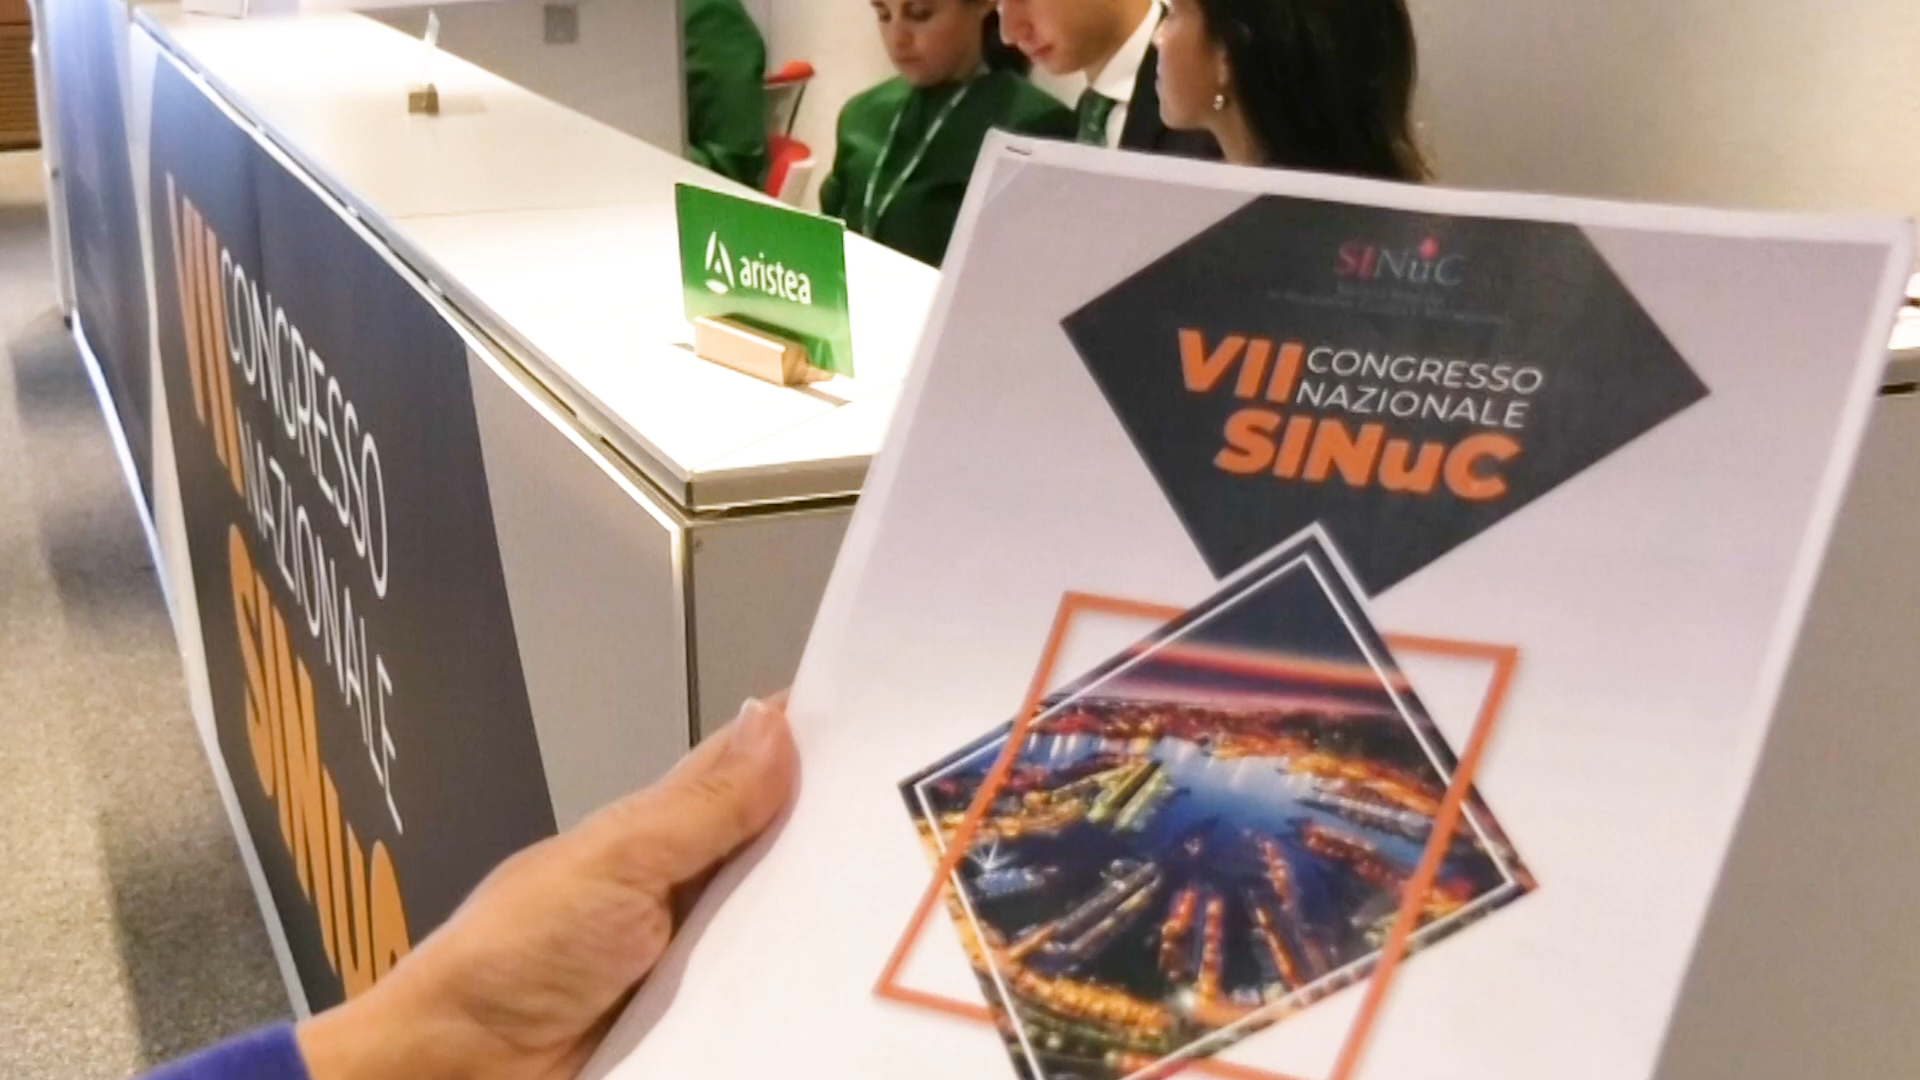 VII CONGRESSO
NAZIONALE
SINuC
aristea
SINuC
VII CONGRESSO
NAZIONALE
SINuC